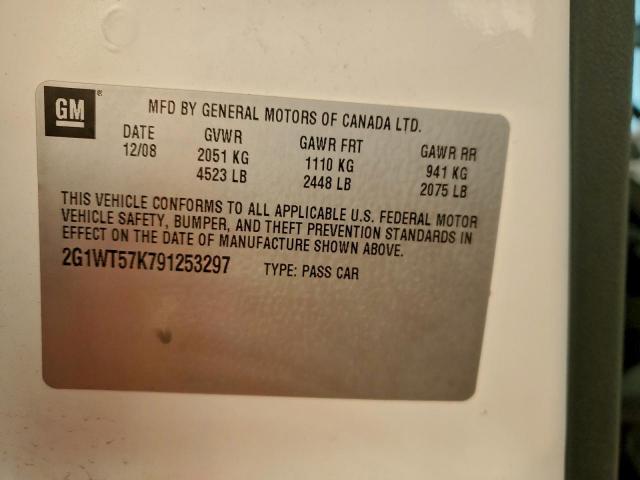 GM®
MFD BY GENERAL MOTORS OF CANADA LTD.
DATE GVWR GAWR FRT GAWR RR
12/08 2051 KG 1110 KG 941 KG
4523 LB 2448 LB 2075 LB
THIS VEHICLE CONFORMS TO ALL APPLICABLE U.S. FEDERAL MOTOR
VEHICLE SAFETY, BUMPER, AND THEFT PREVENTION STANDARDS IN
EFFECT ON THE DATE OF MANUFACTURE SHOWN ABOVE.
2G1WT57K791253297 TYPE: PASS CAR